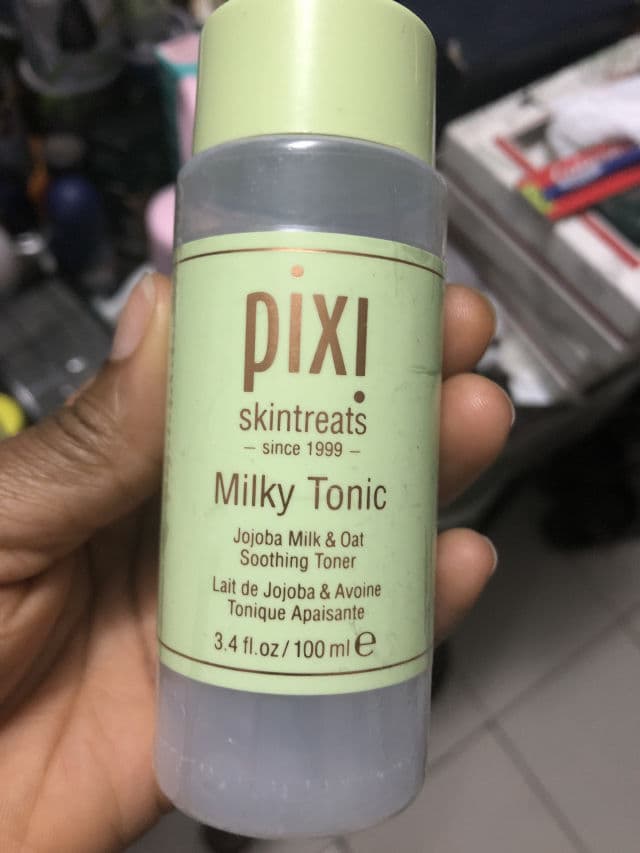 pixi
skintreats
– since 1999 –
Milky Tonic
Jojoba Milk & Oat
Soothing Toner
Lait de Jojoba & Avoine
Tonique Apaisante
3.4 fl.oz/100 ml ℮